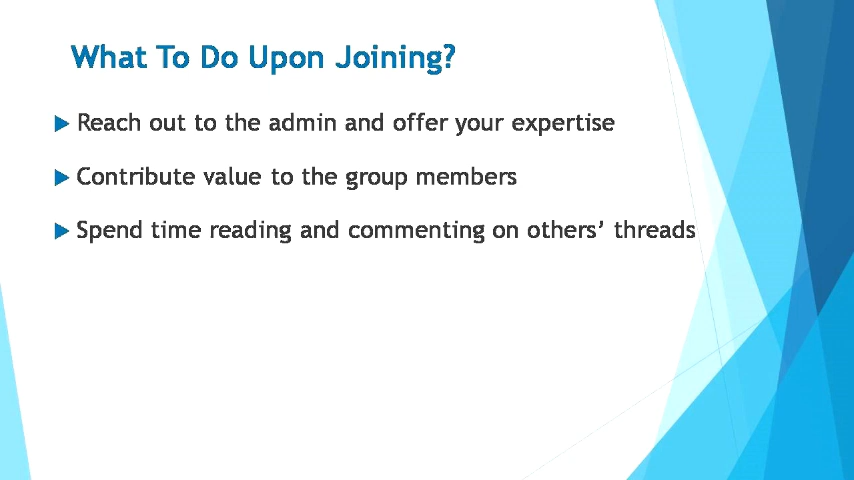 What To Do Upon Joining?
Reach out to the admin and offer your expertise
Contribute value to the group members
Spend time reading and commenting on others’ threads